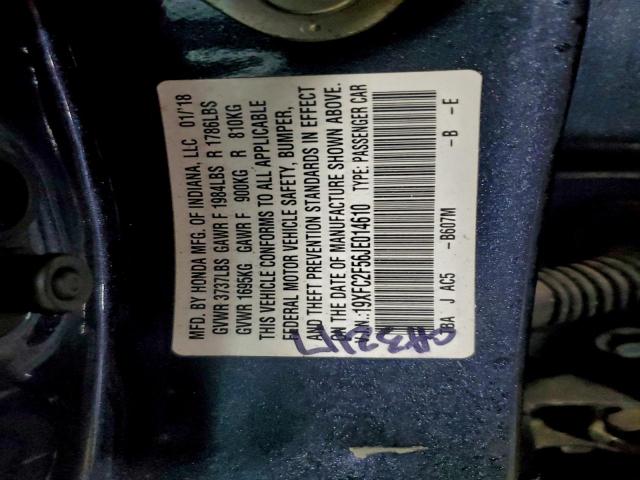 MFD. BY HONDA MFG. OF INDIANA, LLC 01/'18
GVWR 3737LBS GAWR F 1984LBS R 1786LBS
GVWR 1695KG GAWR F 900KG R 810KG
THIS VEHICLE CONFORMS TO ALL APPLICABLE
FEDERAL MOTOR VEHICLE SAFETY, BUMPER,
AND THEFT PREVENTION STANDARDS IN EFFECT
ON THE DATE OF MANUFACTURE SHOWN ABOVE.
V.I.N.:19XFC2F56JE014610 TYPE: PASSENGER CAR
TBA J AC5 -B607M -B -E